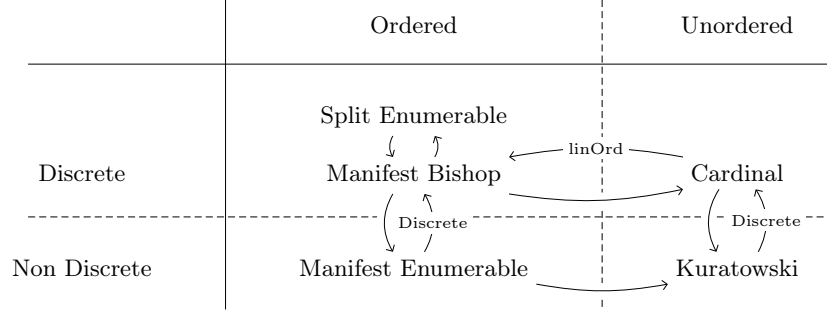 Ordered Unordered
Split Enumerable
linOrd
Discrete Manifest Bishop Cardinal
Discrete Discrete
Non Discrete Manifest Enumerable Kuratowski